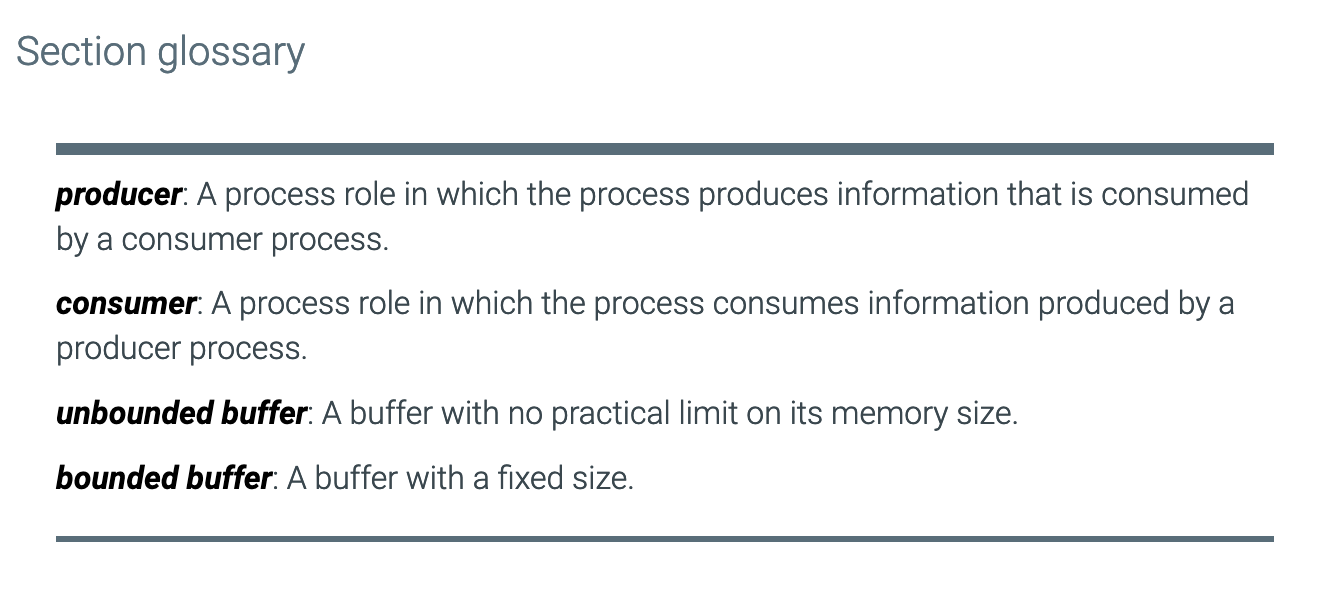 Section glossary
producer: A process role in which the process produces information that is consumed
by a consumer process.
consumer: A process role in which the process consumes information produced by a
producer process.
unbounded buffer: A buffer with no practical limit on its memory size.
bounded buffer: A buffer with a fixed size.